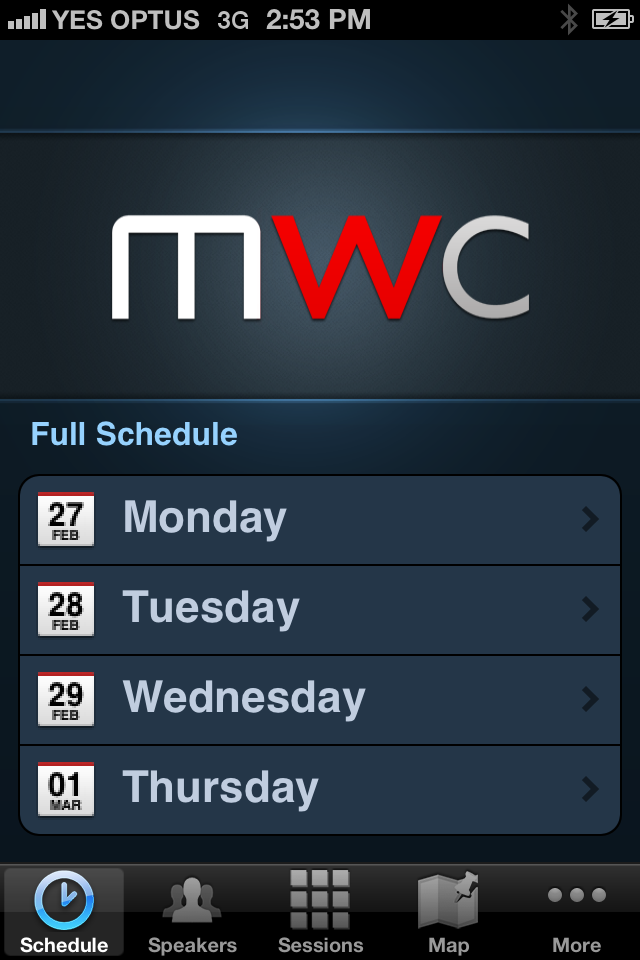 YES OPTUS 3G 2:53 PM
mwc
Full Schedule
27
FEB
Monday
28
FEB
Tuesday
29
FEB
Wednesday
01
MAR
Thursday
Schedule Speakers Sessions Map More